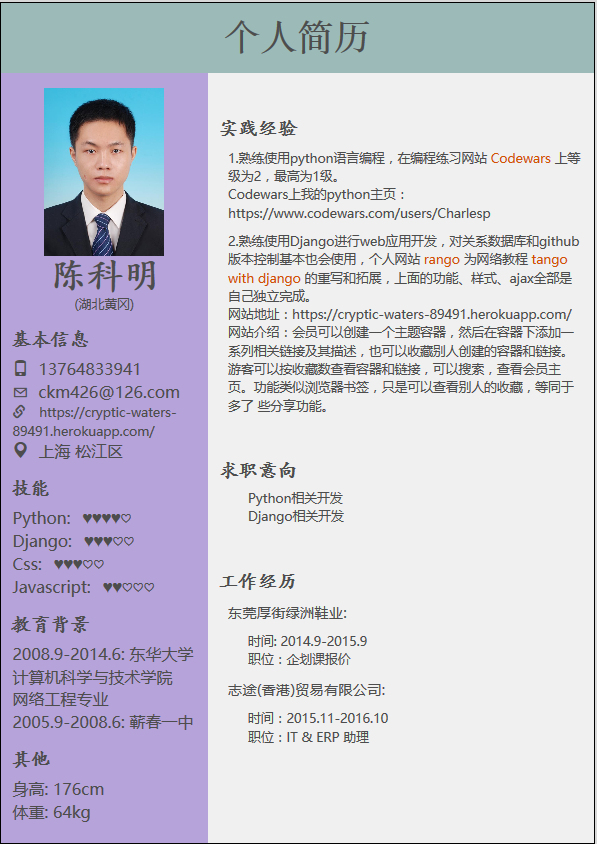 个人简历
陈科明
(湖北黄冈)
基本信息
13764833941
ckm426@126.com
https://cryptic-waters-
89491.herokuapp.com/
上海 松江区
技能
Python: ♥♥♥♥♡
Django: ♥♥♥♡♡
Css: ♥♥♥♡♡
Javascript: ♥♥♡♡♡
教育背景
2008.9-2014.6: 东华大学
计算机科学与技术学院
网络工程专业
2005.9-2008.6: 蕲春一中
其他
身高: 176cm
体重: 64kg
实践经验
1.熟练使用python语言编程，在编程练习网站 Codewars 上等
级为2，最高为1级。
Codewars上我的python主页：
https://www.codewars.com/users/Charlesp
2.熟练使用Django进行web应用开发，对关系数据库和github
版本控制基本也会使用，个人网站 rango 为网络教程 tango
with django 的重写和拓展，上面的功能、样式、ajax全部是
自己独立完成。
网站地址：https://cryptic-waters-89491.herokuapp.com/
网站介绍：会员可以创建一个主题容器，然后在容器下添加一
系列相关链接及其描述，也可以收藏别人创建的容器和链接。
游客可以按收藏数查看容器和链接，可以搜索，查看会员主
页。功能类似浏览器书签，只是可以查看别人的收藏，等同于
多了 些分享功能。
求职意向
Python相关开发
Django相关开发
工作经历
东莞厚街绿洲鞋业:
时间: 2014.9-2015.9
职位：企划课报价
志途(香港)贸易有限公司:
时间：2015.11-2016.10
职位：IT & ERP 助理